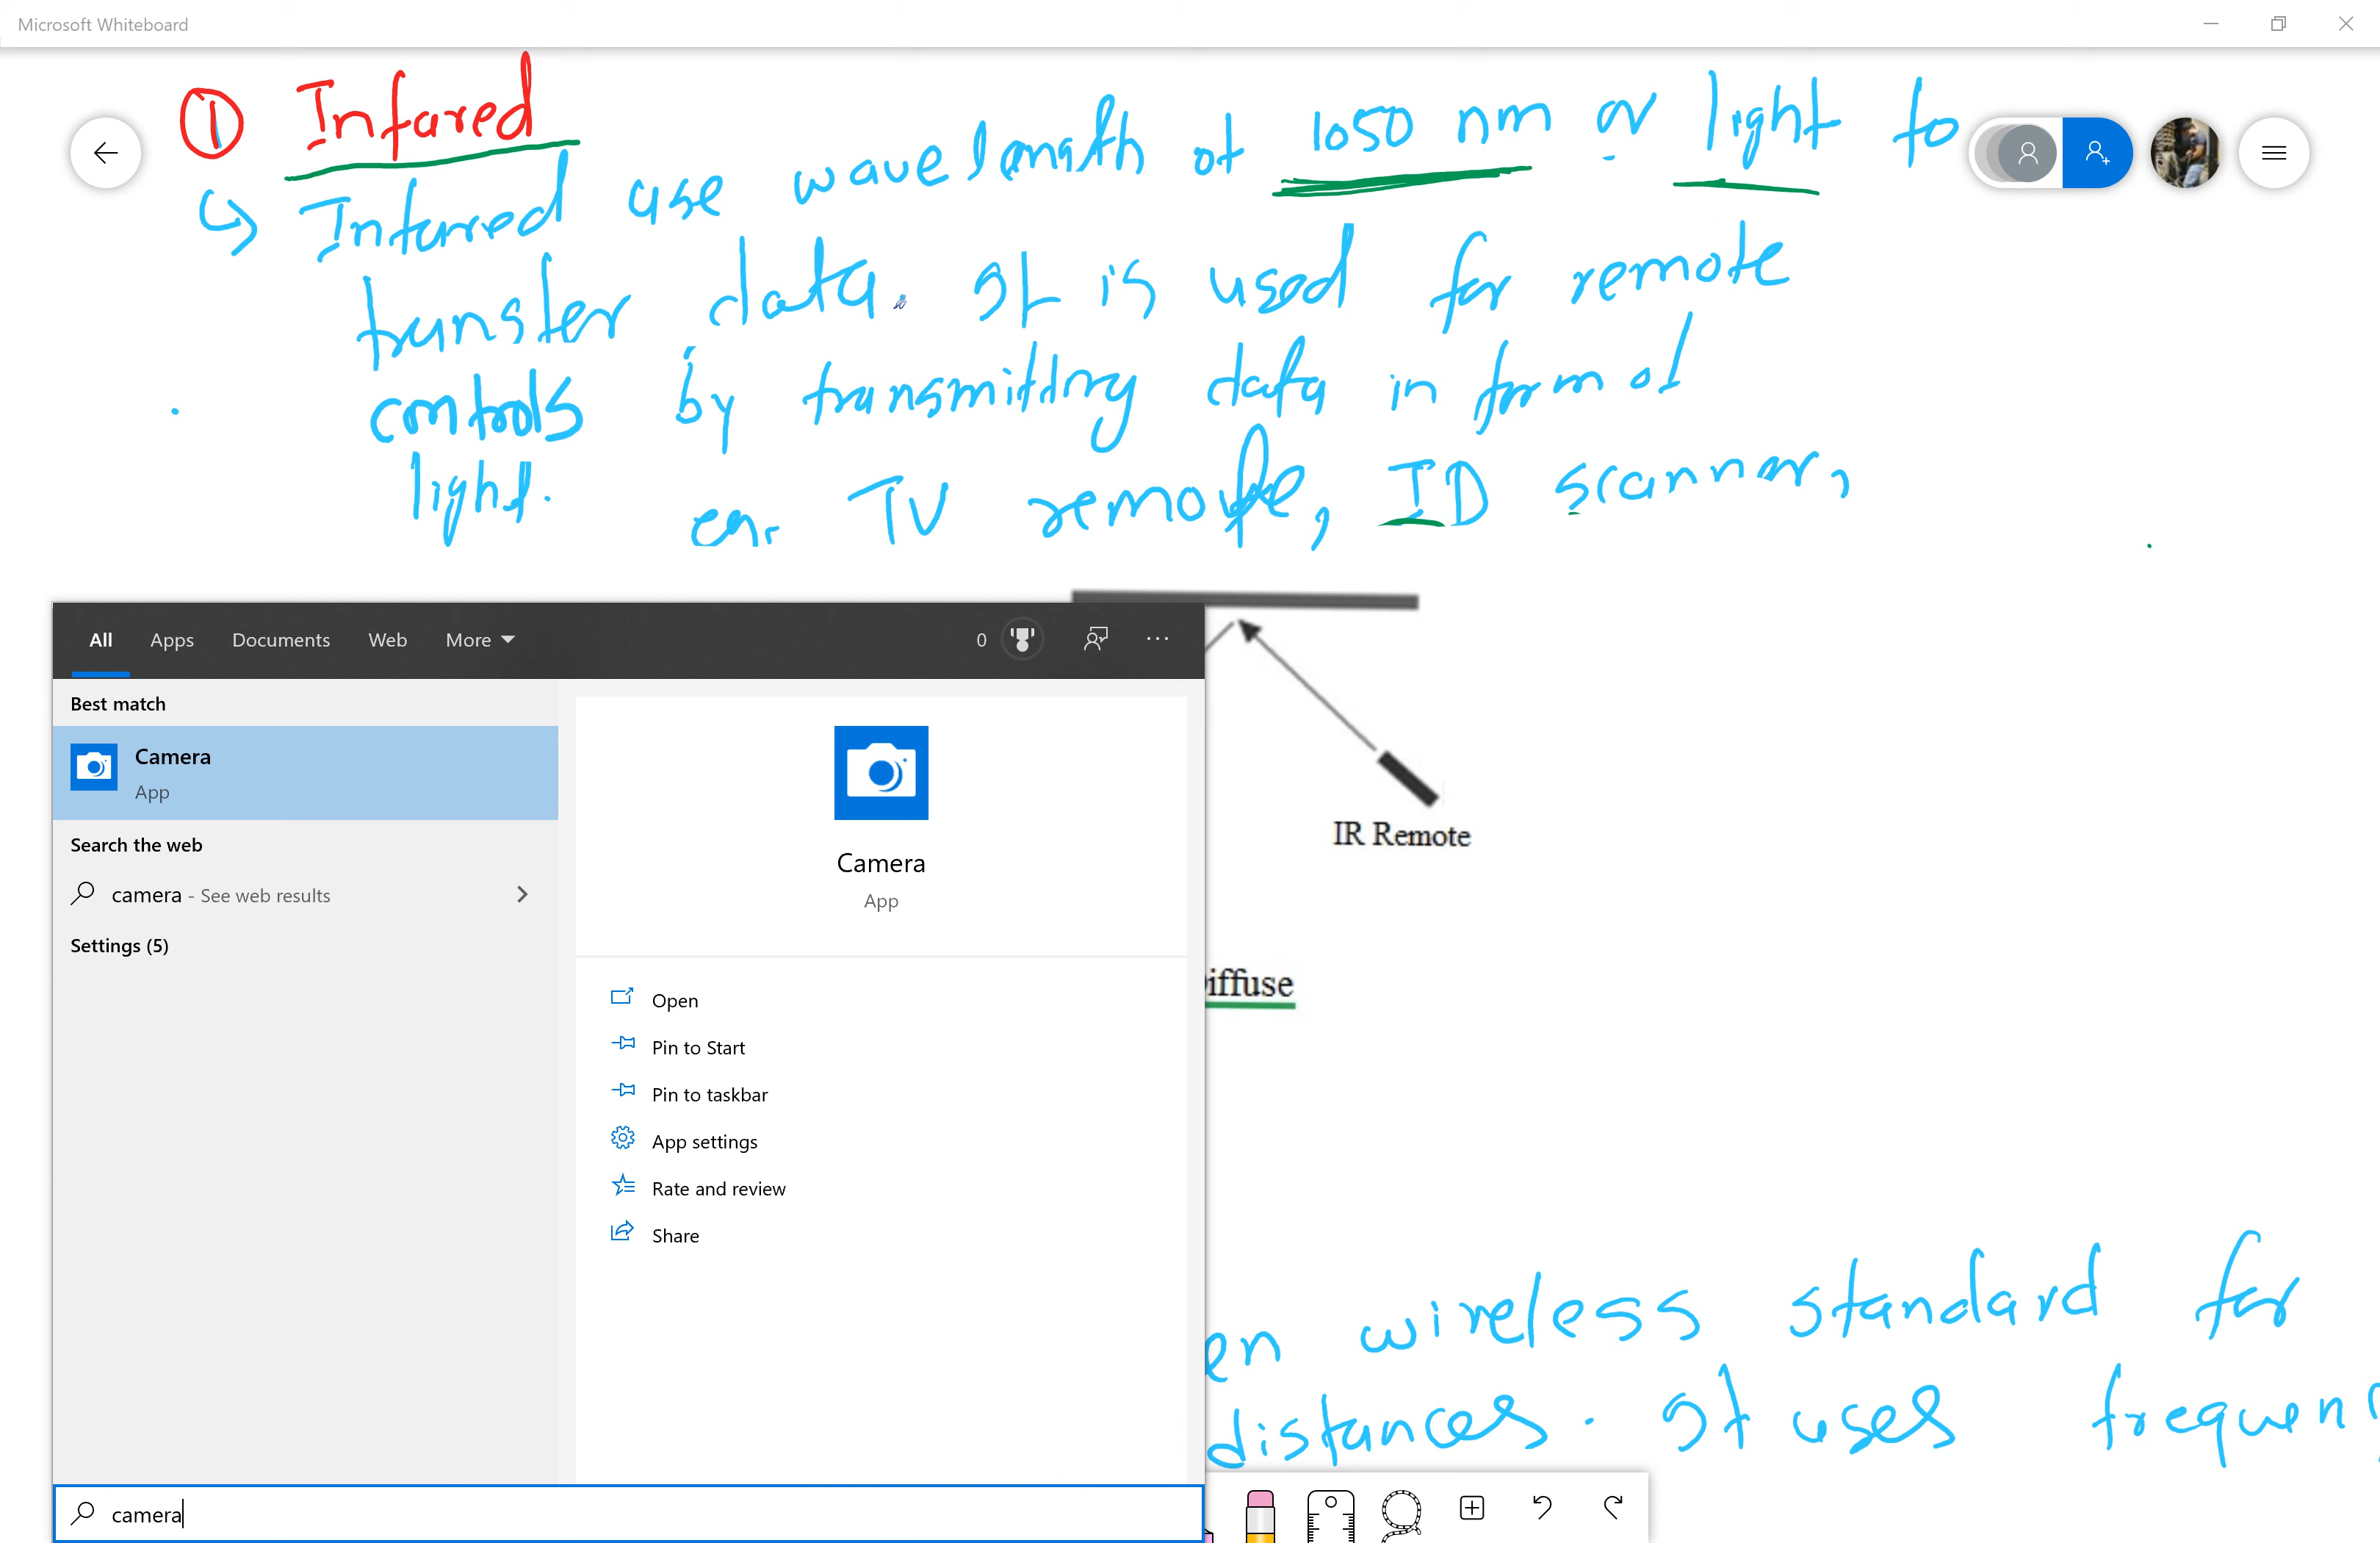 Microsoft Whiteboard
① Infared
↳ Infarred use wavelength of 1050 nm or light to
transfer data. It is used for remote
controls by transmitting data in form of
light. ex. TV remote, ID scanner,
All Apps Documents Web More 0 ...
Best match
Camera
App
Search the web
camera - See web results
Settings (5)
Camera
App
Open
Pin to Start
Pin to taskbar
App settings
Rate and review
Share
camera
IR Remote
iffuse
en wireless standard for
distances. It uses frequen